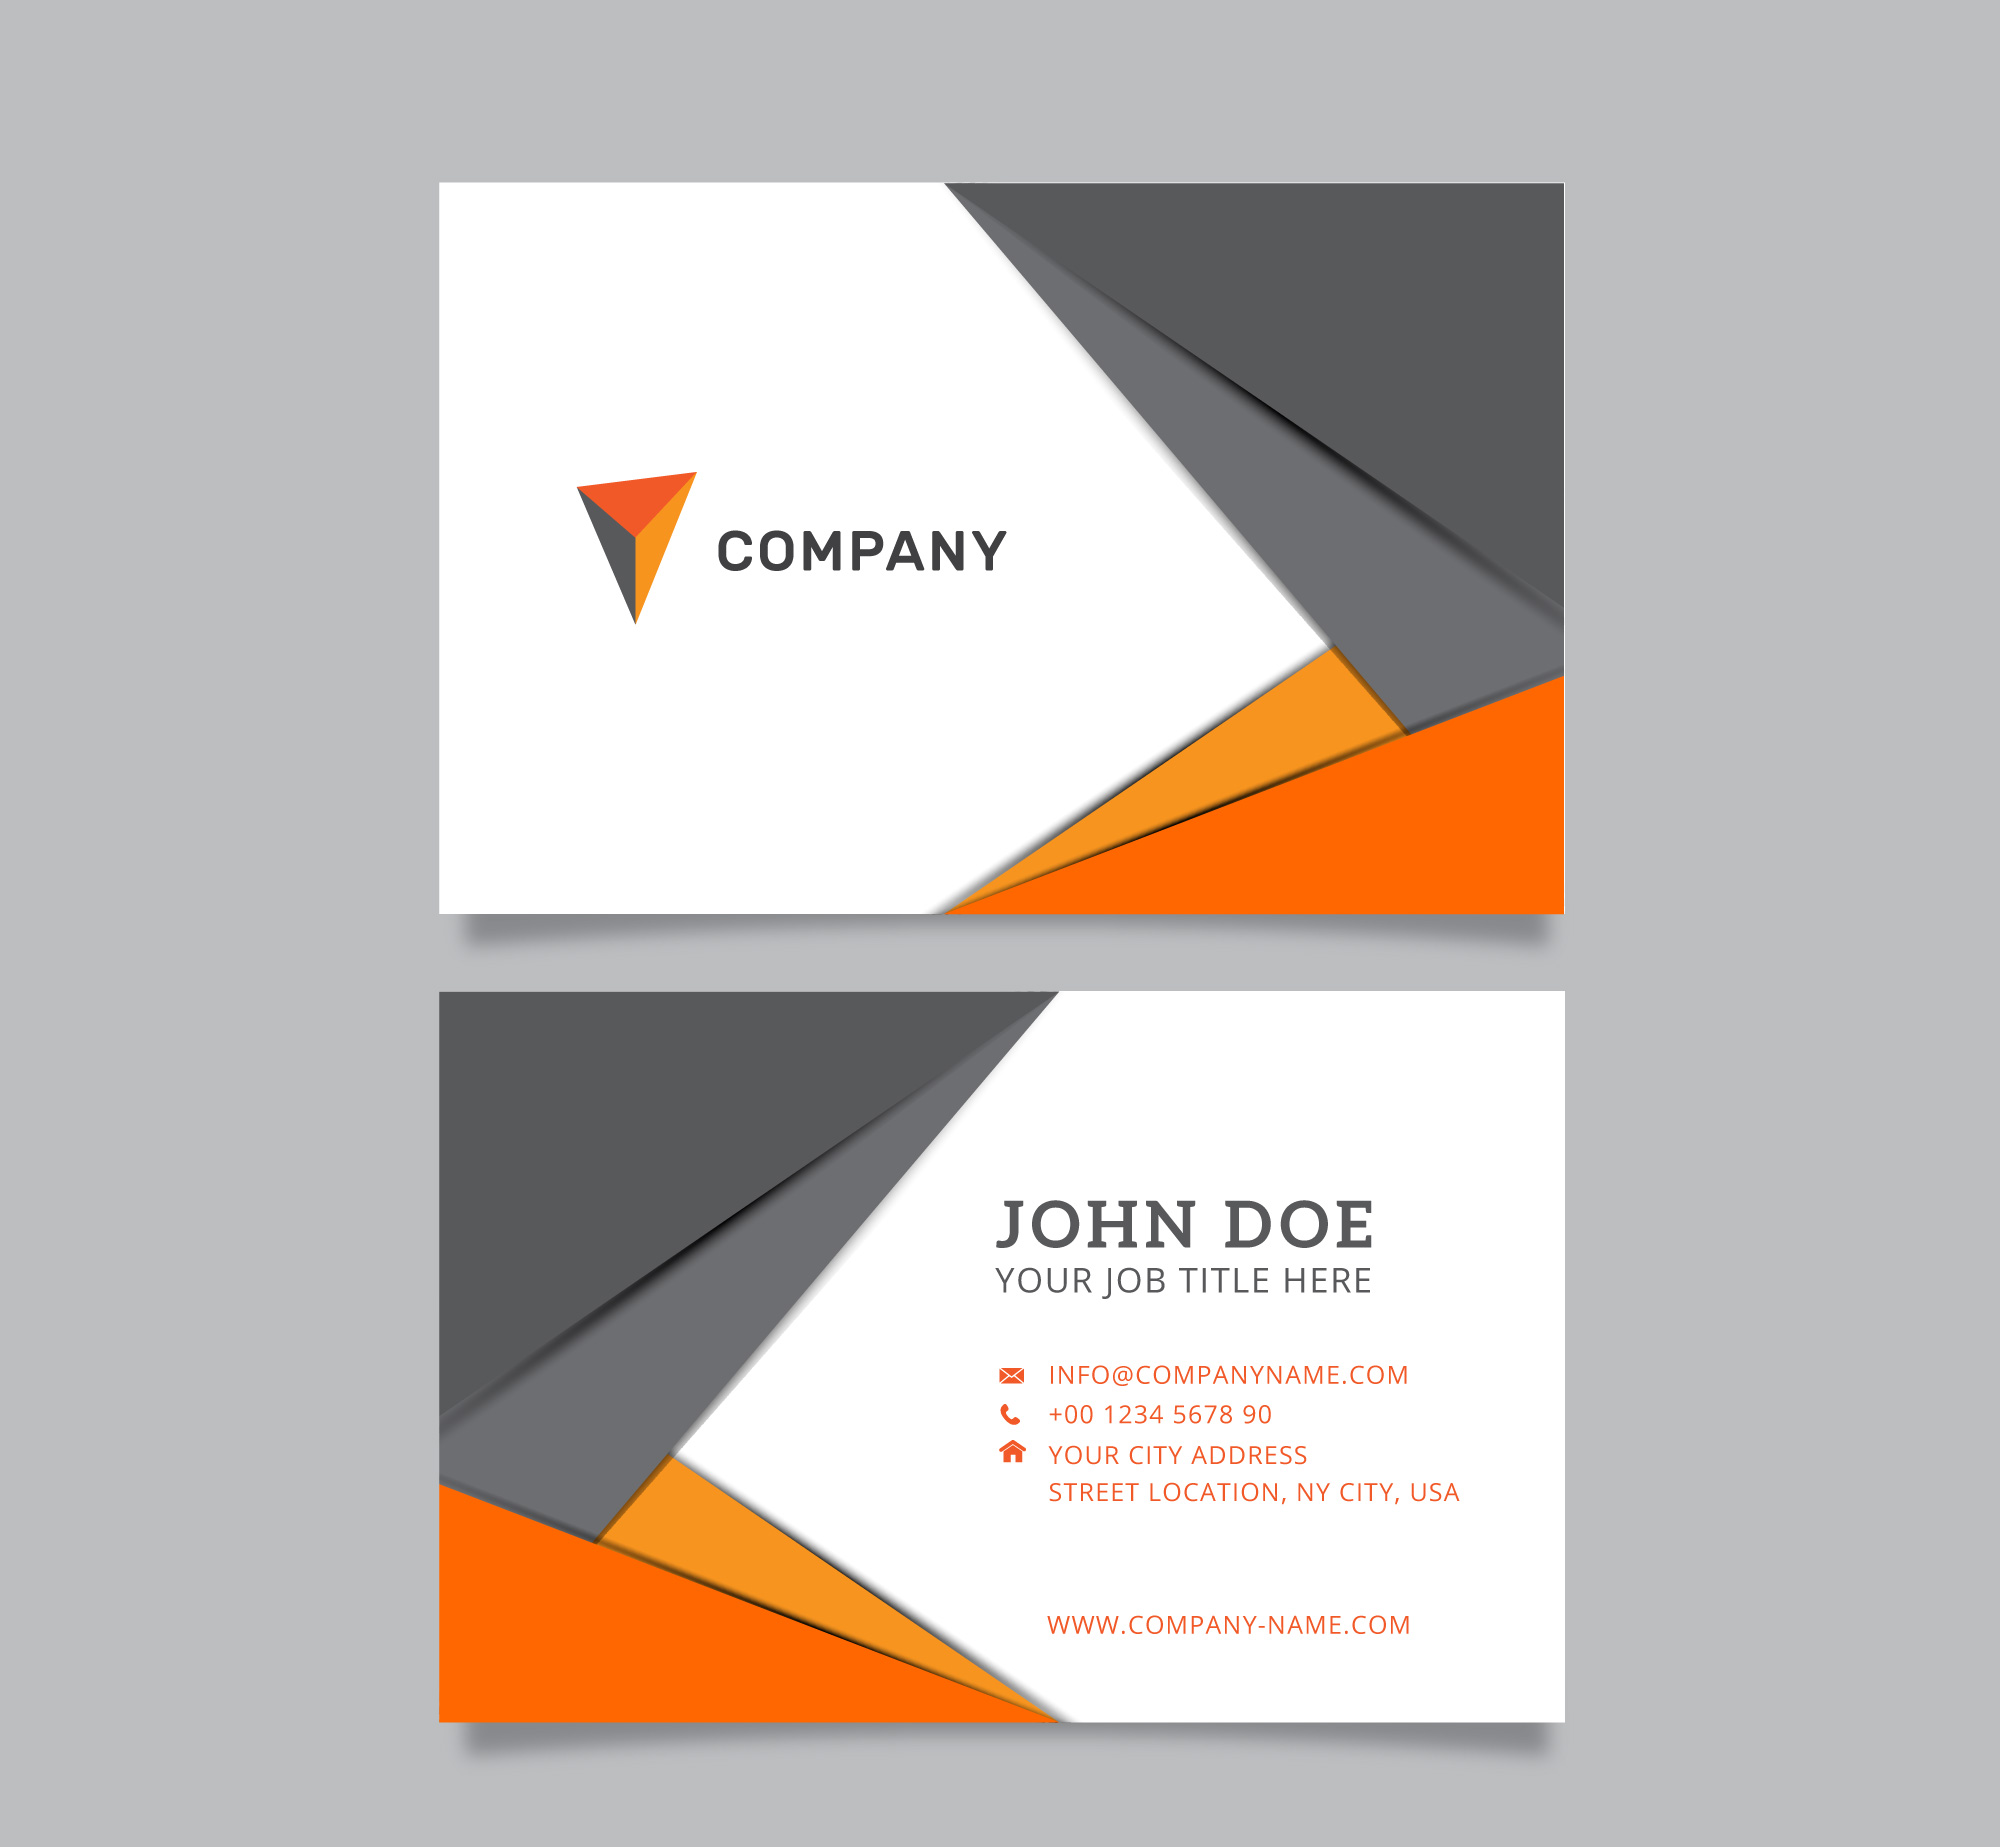 COMPANY
JOHN DOE
YOUR JOB TITLE HERE
INFO@COMPANYNAME.COM
+00 1234 5678 90
YOUR CITY ADDRESS
STREET LOCATION, NY CITY, USA
WWW.COMPANY-NAME.COM